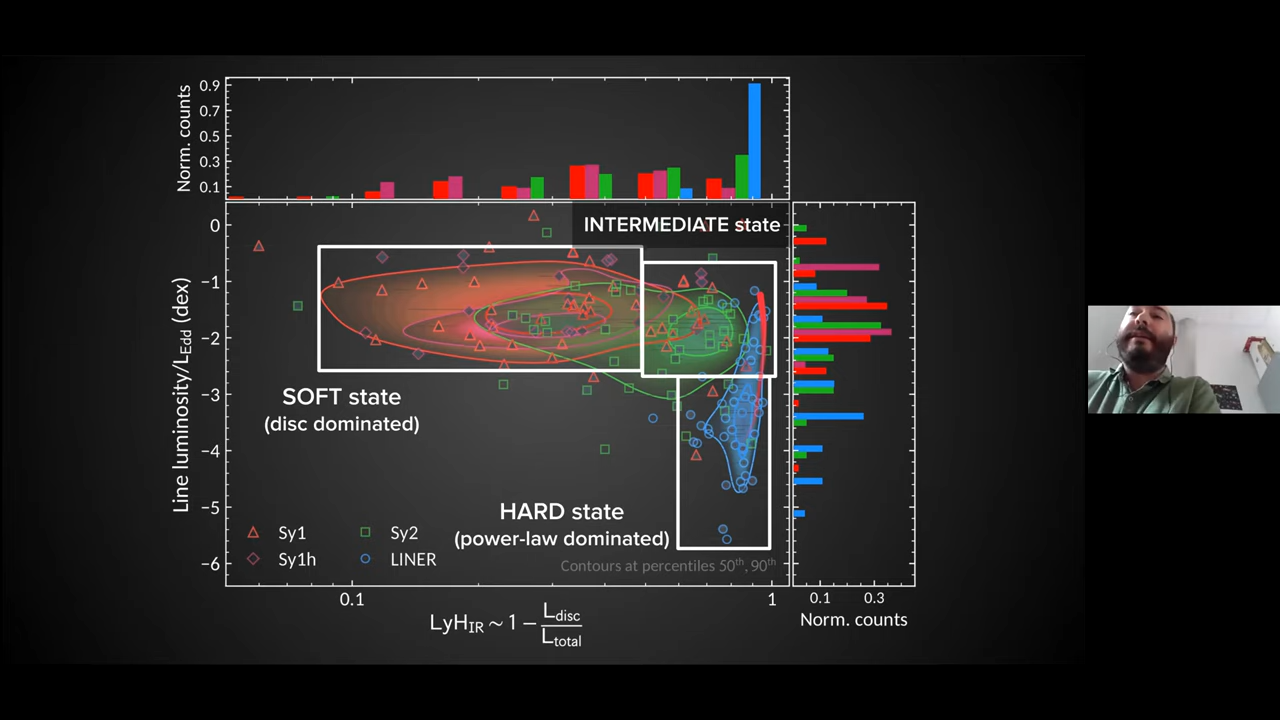 Norm. counts
0.9
0.7
0.5
0.3
0.1
INTERMEDIATE state
Line luminosity/L_Edd (dex)
0
−1
−2
−3
−4
−5
−6
SOFT state
(disc dominated)
HARD state
(power-law dominated)
Contours at percentiles 50th, 90th
Sy1
Sy2
Sy1h
LINER
0.1
1
LyH_IR ~ 1 − L_disc/L_total
0.1
0.3
Norm. counts